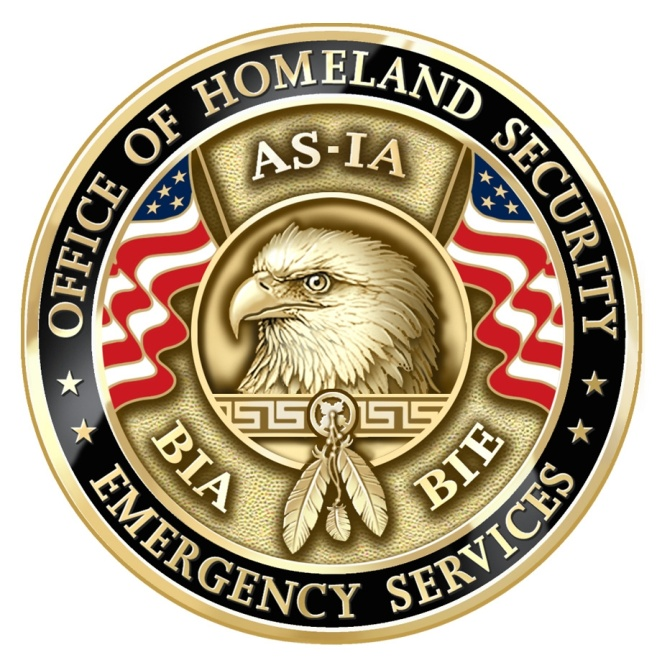 OFFICE OF HOMELAND SECURITY
AS-IA
BIA
BIE
EMERGENCY SERVICES